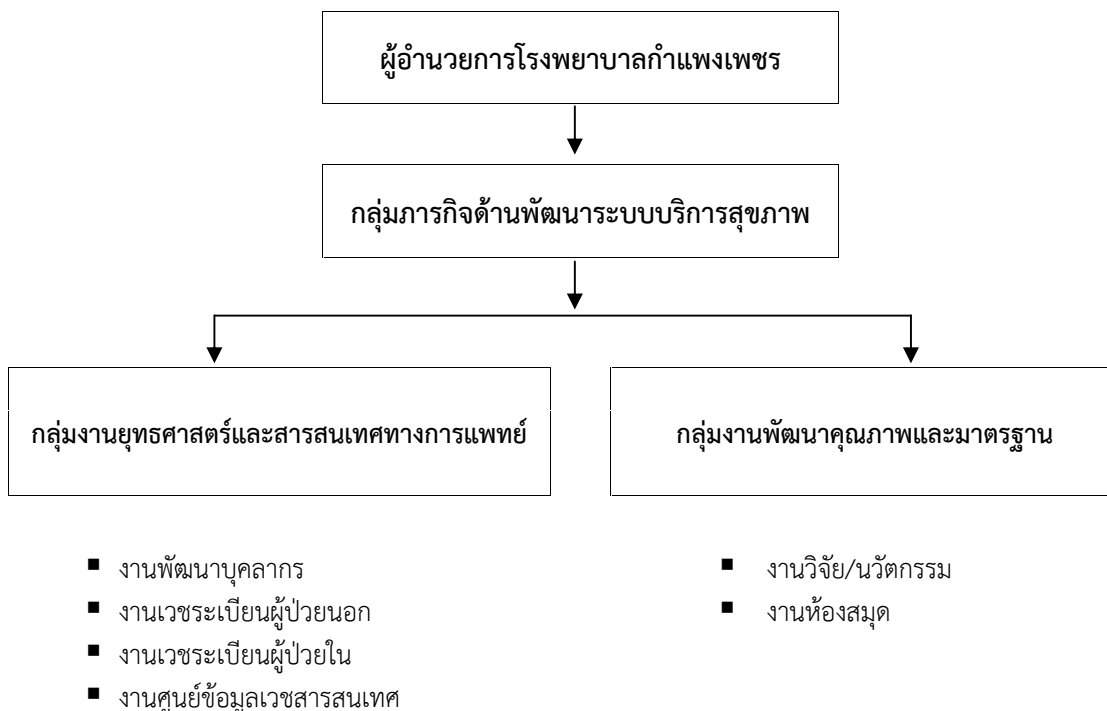 ผู้อำนวยการโรงพยาบาลกำแพงเพชร
กลุ่มภารกิจด้านพัฒนาระบบบริการสุขภาพ
กลุ่มงานยุทธศาสตร์และสารสนเทศทางการแพทย์
กลุ่มงานพัฒนาคุณภาพและมาตรฐาน
▪ งานพัฒนาบุคลากร
▪ งานเวชระเบียนผู้ป่วยนอก
▪ งานเวชระเบียนผู้ป่วยใน
▪ งานศูนย์ข้อมูลเวชสารสนเทศ
▪ งานวิจัย/นวัตกรรม
▪ งานห้องสมุด